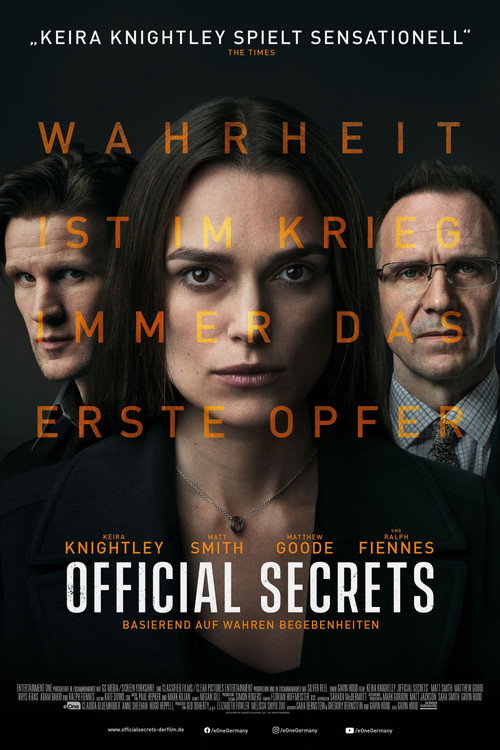 „KEIRA KNIGHTLEY SPIELT SENSATIONELL“
THE TIMES
WAHRHEIT
IST IM KRIEG
IMMER DAS
ERSTE OPFER
KEIRA KNIGHTLEY MATT SMITH MATTHEW GOODE UND RALPH FIENNES
OFFICIAL SECRETS
BASIEREND AUF WAHREN BEGEBENHEITEN
www.officialsecrets-derfilm.de /eOneGermany /eOneGermany /eOneGermany